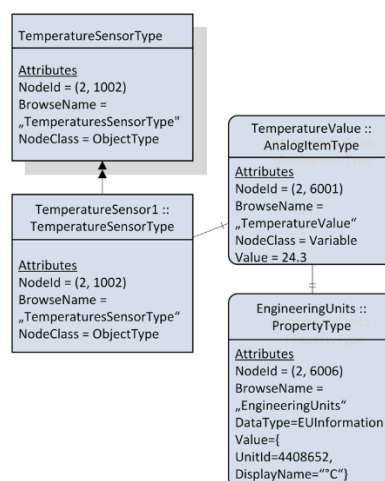 TemperatureSensorType
Attributes
NodeId = (2, 1002)
BrowseName =
„TemperaturesSensorType"
NodeClass = ObjectType
TemperatureSensor1 ::
TemperatureSensorType
Attributes
NodeId = (2, 1002)
BrowseName =
„TemperaturesSensorType“
NodeClass = ObjectType
TemperatureValue ::
AnalogItemType
Attributes
NodeId = (2, 6001)
BrowseName =
„TemperatureValue“
NodeClass = Variable
Value = 24.3
EngineeringUnits ::
PropertyType
Attributes
NodeId = (2, 6006)
BrowseName =
„EngineeringUnits“
DataType=EUInformation
Value={
UnitId=4408652,
DisplayName=““°C“}